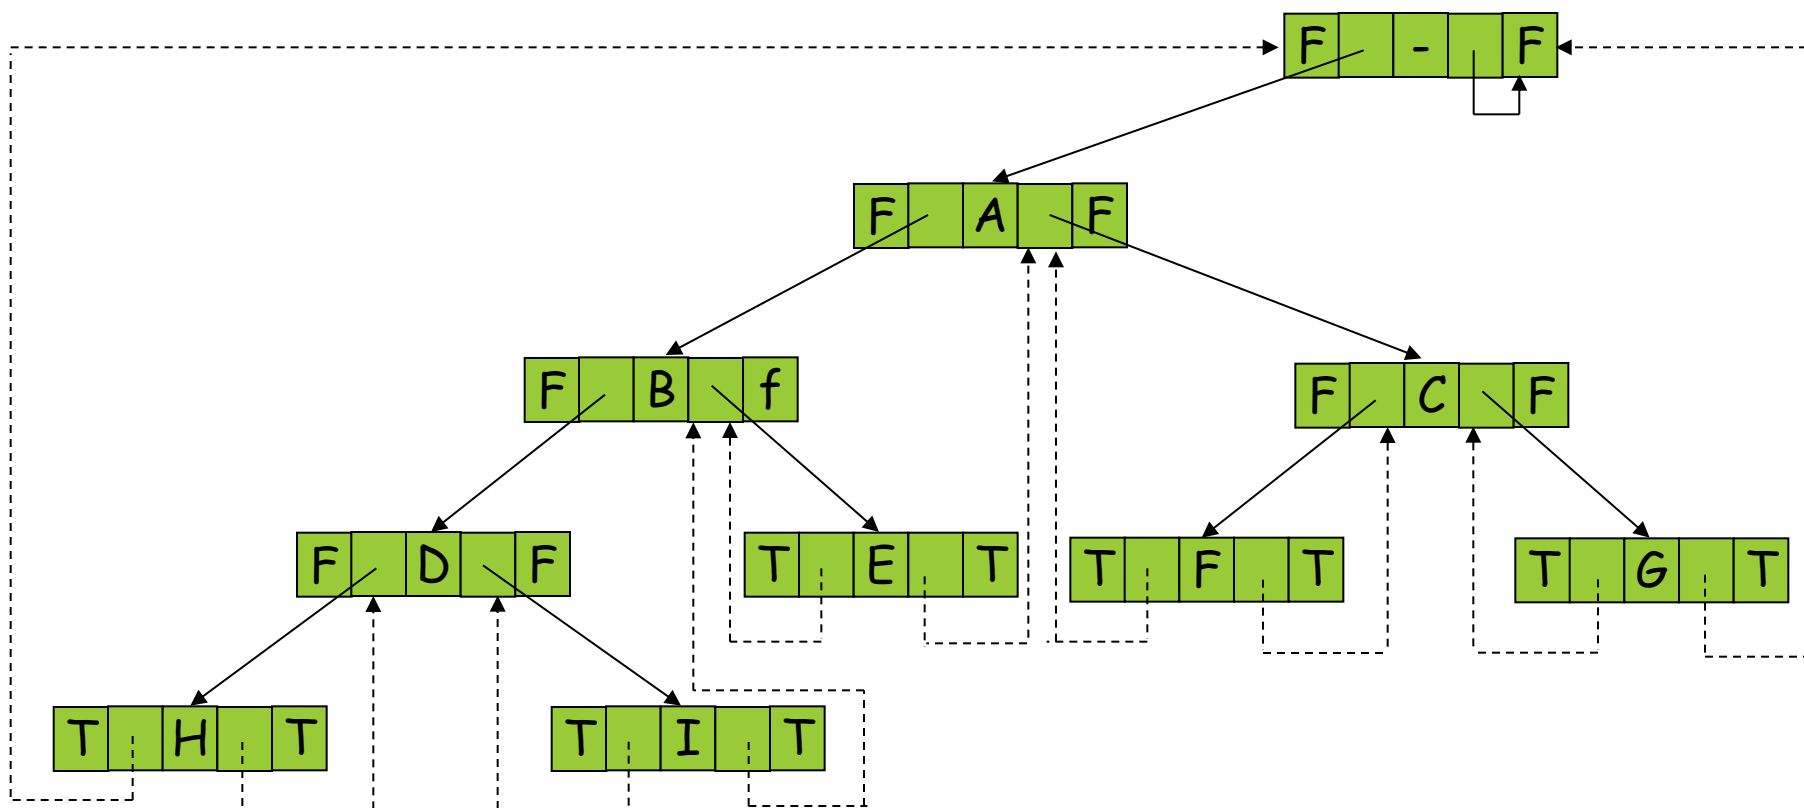 F - F
F A F
F B f
F C F
F D F
T E T
T F T
T G T
T H T
T I T